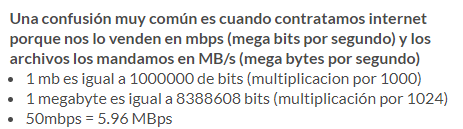 Una confusión muy común es cuando contratamos internet
porque nos lo venden en mbps (mega bits por segundo) y los
archivos los mandamos en MB/s (mega bytes por segundo)
• 1 mb es igual a 1000000 de bits (multiplicacion por 1000)
• 1 megabyte es igual a 8388608 bits (multiplicación por 1024)
• 50mbps = 5.96 MBps